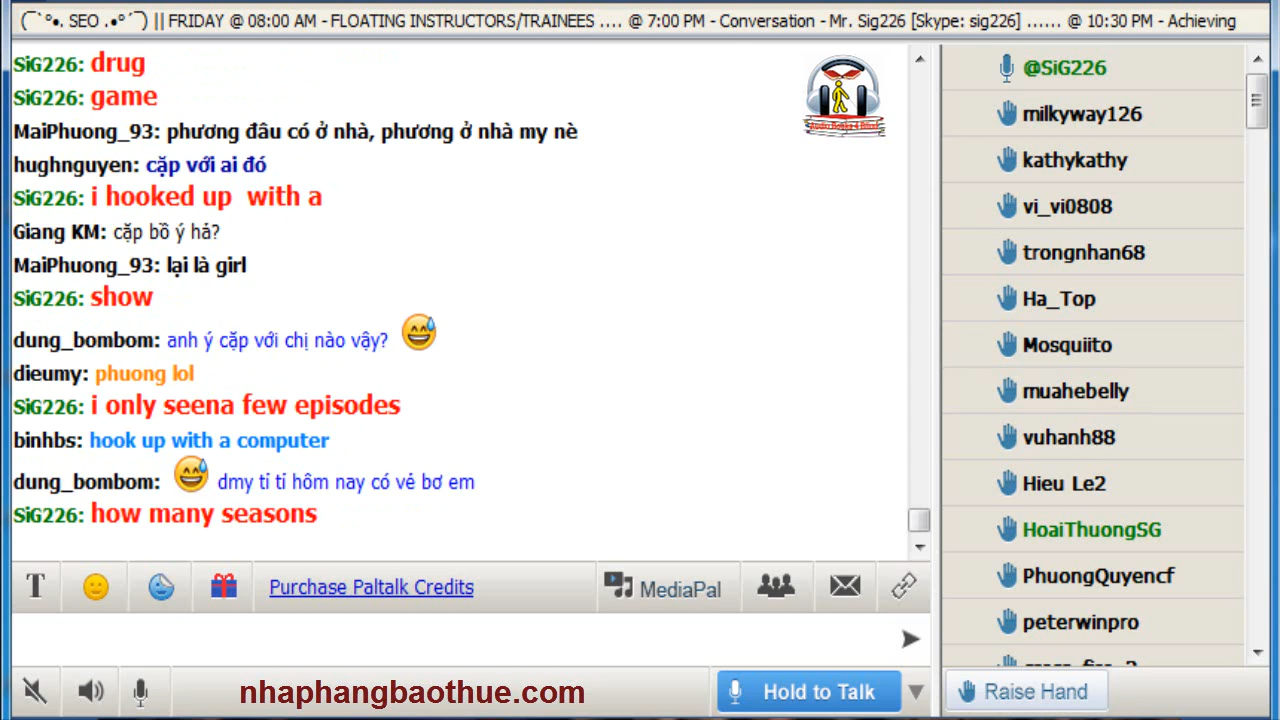 (¯`°•. SEO .•°´¯) || FRIDAY @ 08:00 AM - FLOATING INSTRUCTORS/TRAINEES .... @ 7:00 PM - Conversation - Mr. Sig226 [Skype: sig226] ...... @ 10:30 PM - Achieving
SiG226: drug
SiG226: game
MaiPhuong_93: phương đâu có ở nhà, phương ở nhà my nè
hughnguyen: cặp với ai đó
SiG226: i hooked up  with a
Giang KM: cặp bồ ý hả?
MaiPhuong_93: lại là girl
SiG226: show
dung_bombom: anh ý cặp với chị nào vậy?
dieumy: phuong lol
SiG226: i only seena few episodes
binhbs: hook up with a computer
dung_bombom: dmy tỉ tỉ hôm nay có vẻ bơ em
SiG226: how many seasons
T
Purchase Paltalk Credits
MediaPal
nhaphangbaothue.com
Hold to Talk
@SiG226
milkyway126
kathykathy
vi_vi0808
trongnhan68
Ha_Top
Mosquiito
muahebelly
vuhanh88
Hieu Le2
HoaiThuongSG
PhuongQuyencf
peterwinpro
Raise Hand